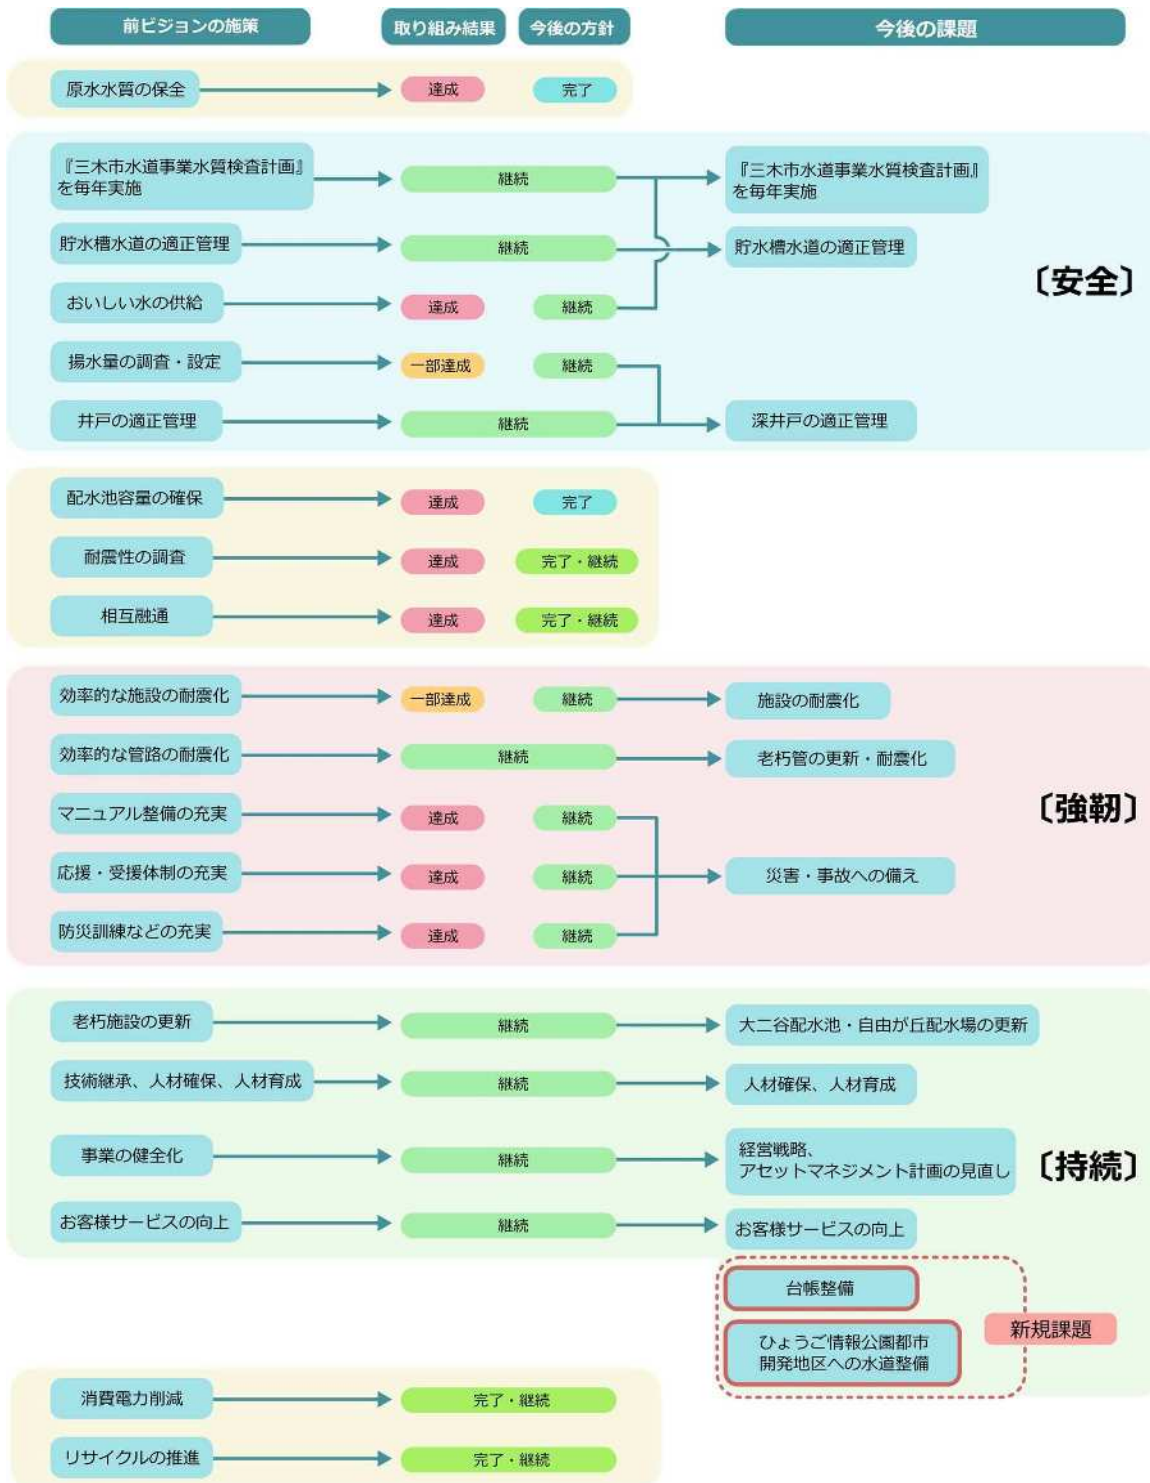 前ビジョンの施策
取り組み結果
今後の方針
今後の課題
原水水質の保全
達成
完了
『三木市水道事業水質検査計画』
を毎年実施
継続
『三木市水道事業水質検査計画』
を毎年実施
貯水槽水道の適正管理
継続
貯水槽水道の適正管理
〔安全〕
おいしい水の供給
達成
継続
揚水量の調査・設定
一部達成
継続
井戸の適正管理
継続
深井戸の適正管理
配水池容量の確保
達成
完了
耐震性の調査
達成
完了・継続
相互融通
達成
完了・継続
効率的な施設の耐震化
一部達成
継続
施設の耐震化
効率的な管路の耐震化
継続
老朽管の更新・耐震化
〔強靭〕
マニュアル整備の充実
達成
継続
応援・受援体制の充実
達成
継続
災害・事故への備え
防災訓練などの充実
達成
継続
老朽施設の更新
継続
大二谷配水池・自由が丘配水場の更新
技術継承、人材確保、人材育成
継続
人材確保、人材育成
事業の健全化
継続
経営戦略、
アセットマネジメント計画の見直し
〔持続〕
お客様サービスの向上
継続
お客様サービスの向上
台帳整備
新規課題
ひょうご情報公園都市
開発地区への水道整備
消費電力削減
完了・継続
リサイクルの推進
完了・継続